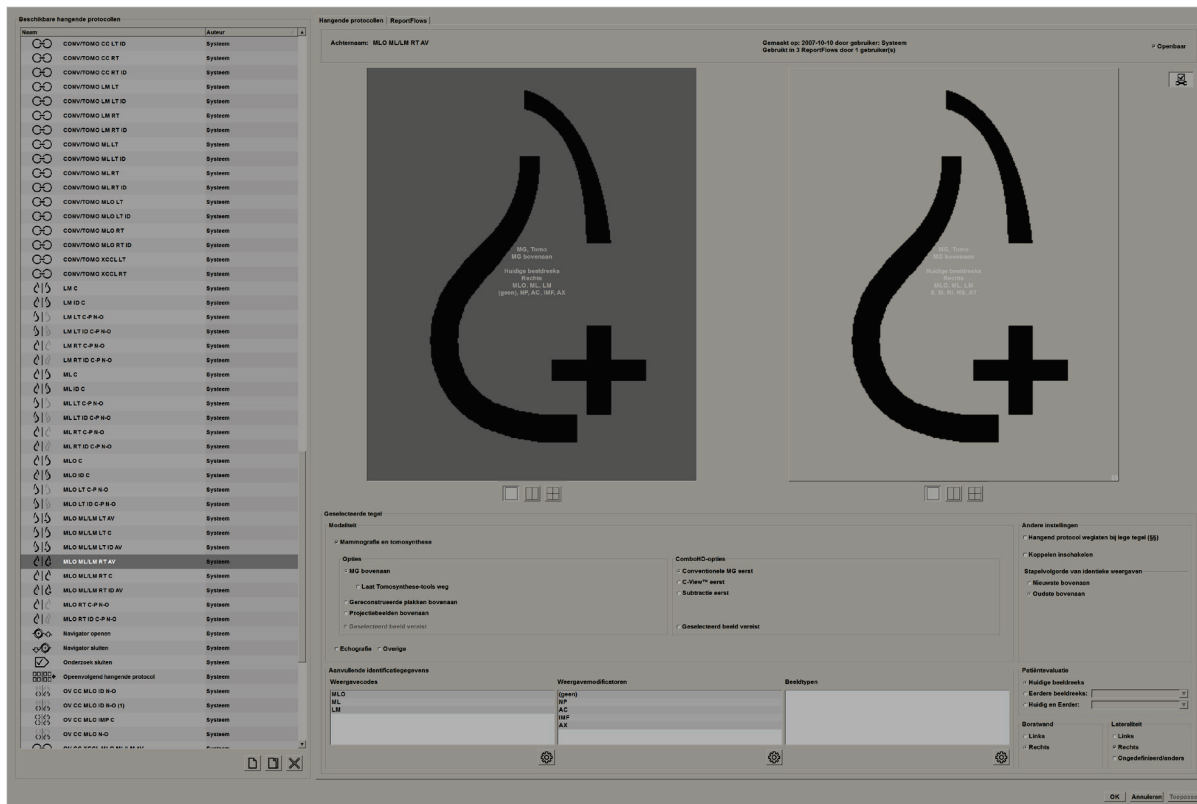 Beschikbare hangende protocollen
Naam Auteur
CONV/TOMO CC LT ID Systeem
CONV/TOMO CC RT Systeem
CONV/TOMO CC RT ID Systeem
CONV/TOMO LM LT Systeem
CONV/TOMO LM LT ID Systeem
CONV/TOMO LM RT Systeem
CONV/TOMO LM RT ID Systeem
CONV/TOMO ML LT Systeem
CONV/TOMO ML LT ID Systeem
CONV/TOMO ML RT Systeem
CONV/TOMO ML RT ID Systeem
CONV/TOMO MLO LT Systeem
CONV/TOMO MLO LT ID Systeem
CONV/TOMO MLO RT Systeem
CONV/TOMO MLO RT ID Systeem
CONV/TOMO XCCL LT Systeem
CONV/TOMO XCCL RT Systeem
LM C Systeem
LM ID C Systeem
LM LT C-P N-O Systeem
LM LT ID C-P N-O Systeem
LM RT C-P N-O Systeem
LM RT ID C-P N-O Systeem
ML C Systeem
ML ID C Systeem
ML LT C-P N-O Systeem
ML LT ID C-P N-O Systeem
ML RT C-P N-O Systeem
ML RT ID C-P N-O Systeem
MLO C Systeem
MLO ID C Systeem
MLO LT C-P N-O Systeem
MLO LT ID C-P N-O Systeem
MLO ML/LM LT AV Systeem
MLO ML/LM LT C Systeem
MLO ML/LM LT ID AV Systeem
MLO ML/LM RT AV Systeem
MLO ML/LM RT C Systeem
MLO ML/LM RT ID AV Systeem
MLO RT C-P N-O Systeem
MLO RT ID C-P N-O Systeem
Navigator openen Systeem
Navigator sluiten Systeem
Onderzoek sluiten Systeem
Opeenvolgend hangende protocol Systeem
OV CC MLO ID N-O Systeem
OV CC MLO ID N-O (1) Systeem
OV CC MLO IMP C Systeem
OV CC MLO N-O Systeem
Hangende protocollen ReportFlows
Achternaam: MLO ML/LM RT AV
Gemaakt op: 2007-10-10 door gebruiker: Systeem
Gebruikt in 3 ReportFlows door 1 gebruiker(s)
Openbaar
MG, Tomo
MG bovenaan
Huidige beeldreeks
Rechts
MLO, ML, LM
(geen), NP, AC, IMF, AX
MG, Tomo
MG bovenaan
Huidige beeldreeks
Rechts
MLO, ML, LM
Geselecteerde tegel
Modaliteit
Mammografie en tomosynthese
Opties
MG bovenaan
Laat Tomosynthese-tools weg
Gereconstrueerde plakken bovenaan
Projectiebeelden bovenaan
Geselecteerd beeld vereist
ComboHD-opties
Conventionele MG eerst
C-View™ eerst
Subtractie eerst
Geselecteerd beeld vereist
Echografie Overige
Andere instellingen
Hangend protocol weglaten bij lege tegel (§§)
Koppelen inschakelen
Stapelvolgorde van identieke weergaven
Nieuwste bovenaan
Oudste bovenaan
Aanvullende identificatiegegevens
Weergavecodes
MLO
ML
LM
Weergavemodificatoren
(geen)
NP
AC
IMF
AX
Beeldtypen
Patiëntevaluatie
Huidige beeldreeks
Eerdere beeldreeks:
Huidig en Eerder:
Borstwand
Links
Rechts
Lateraliteit
Links
Rechts
Ongedefinieerd/anders
OK Annuleren